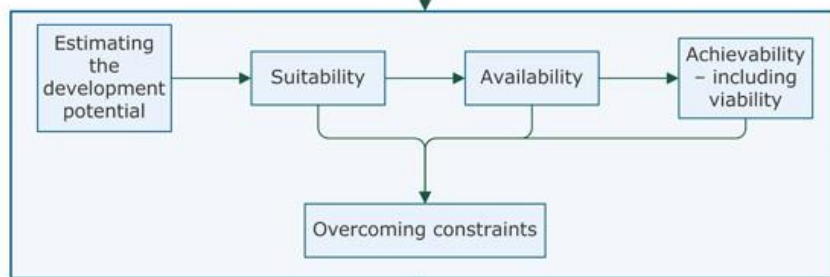 Estimating
the
development
potential
Suitability
Availability
Achievability
– including
viability
Overcoming constraints